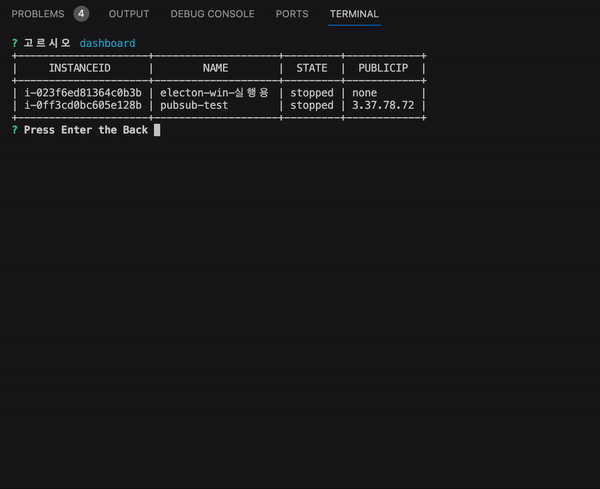 PROBLEMS 4 OUTPUT DEBUG CONSOLE PORTS TERMINAL
? 고르시오 dashboard
+---------------------+--------------------+---------+------------+
| INSTANCEID | NAME | STATE | PUBLICIP |
+---------------------+--------------------+---------+------------+
| i-023f6ed81364c0b3b | electon-win-실행용 | stopped | none |
| i-0ff3cd0bc605e128b | pubsub-test | stopped | 3.37.78.72 |
+---------------------+--------------------+---------+------------+
? Press Enter the Back